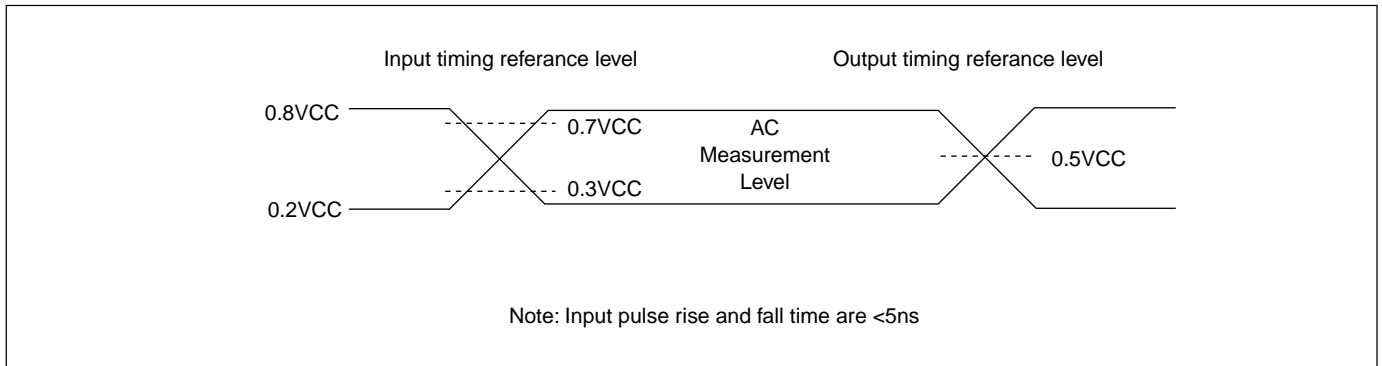 Input timing referance level
Output timing referance level
0.8VCC
0.7VCC
AC
Measurement
Level
0.5VCC
0.3VCC
0.2VCC
Note: Input pulse rise and fall time are <5ns